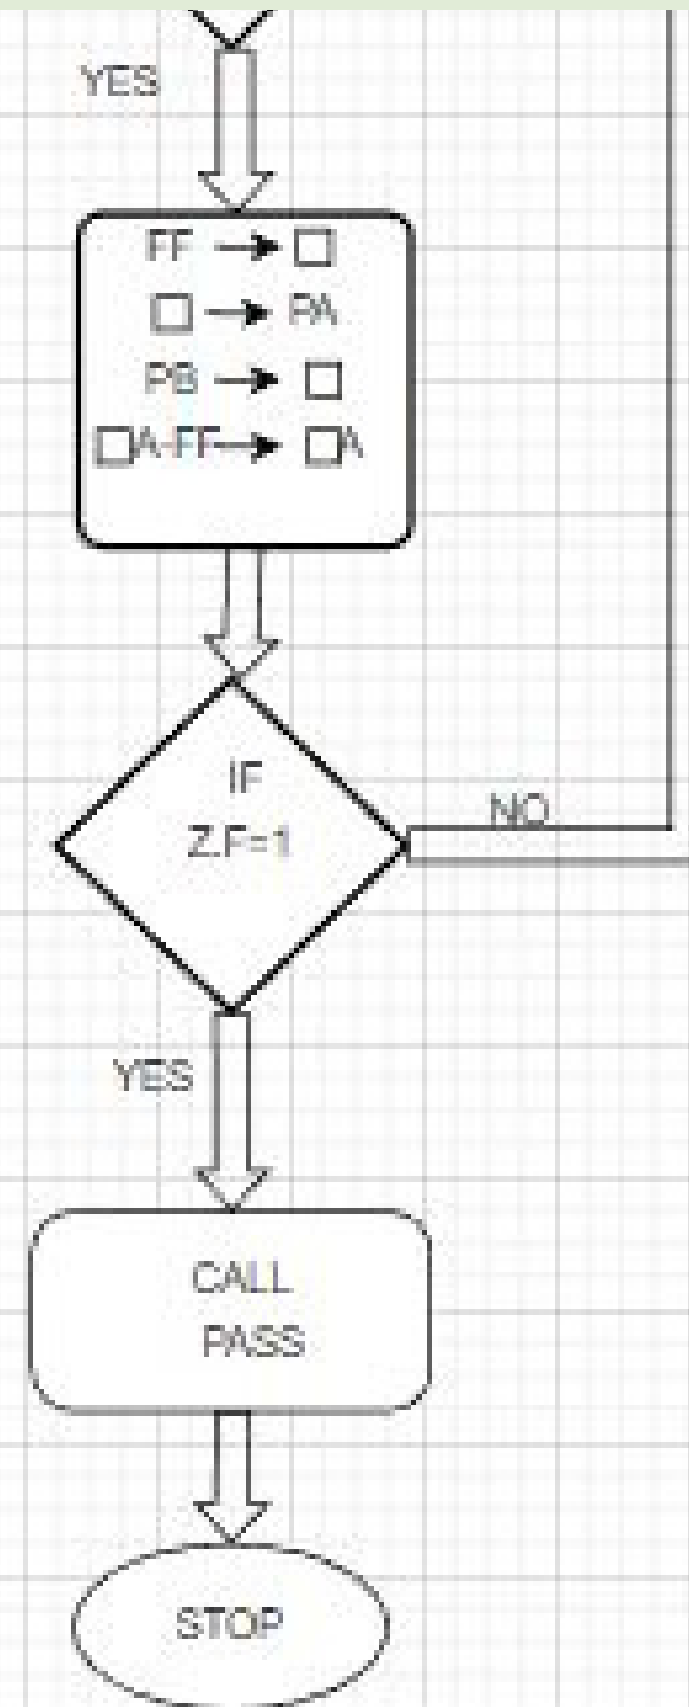 YES
FF → □
□ → PA
PB → □
□A-FF → □A
IF
Z.F=1
NO
YES
CALL
PASS
STOP